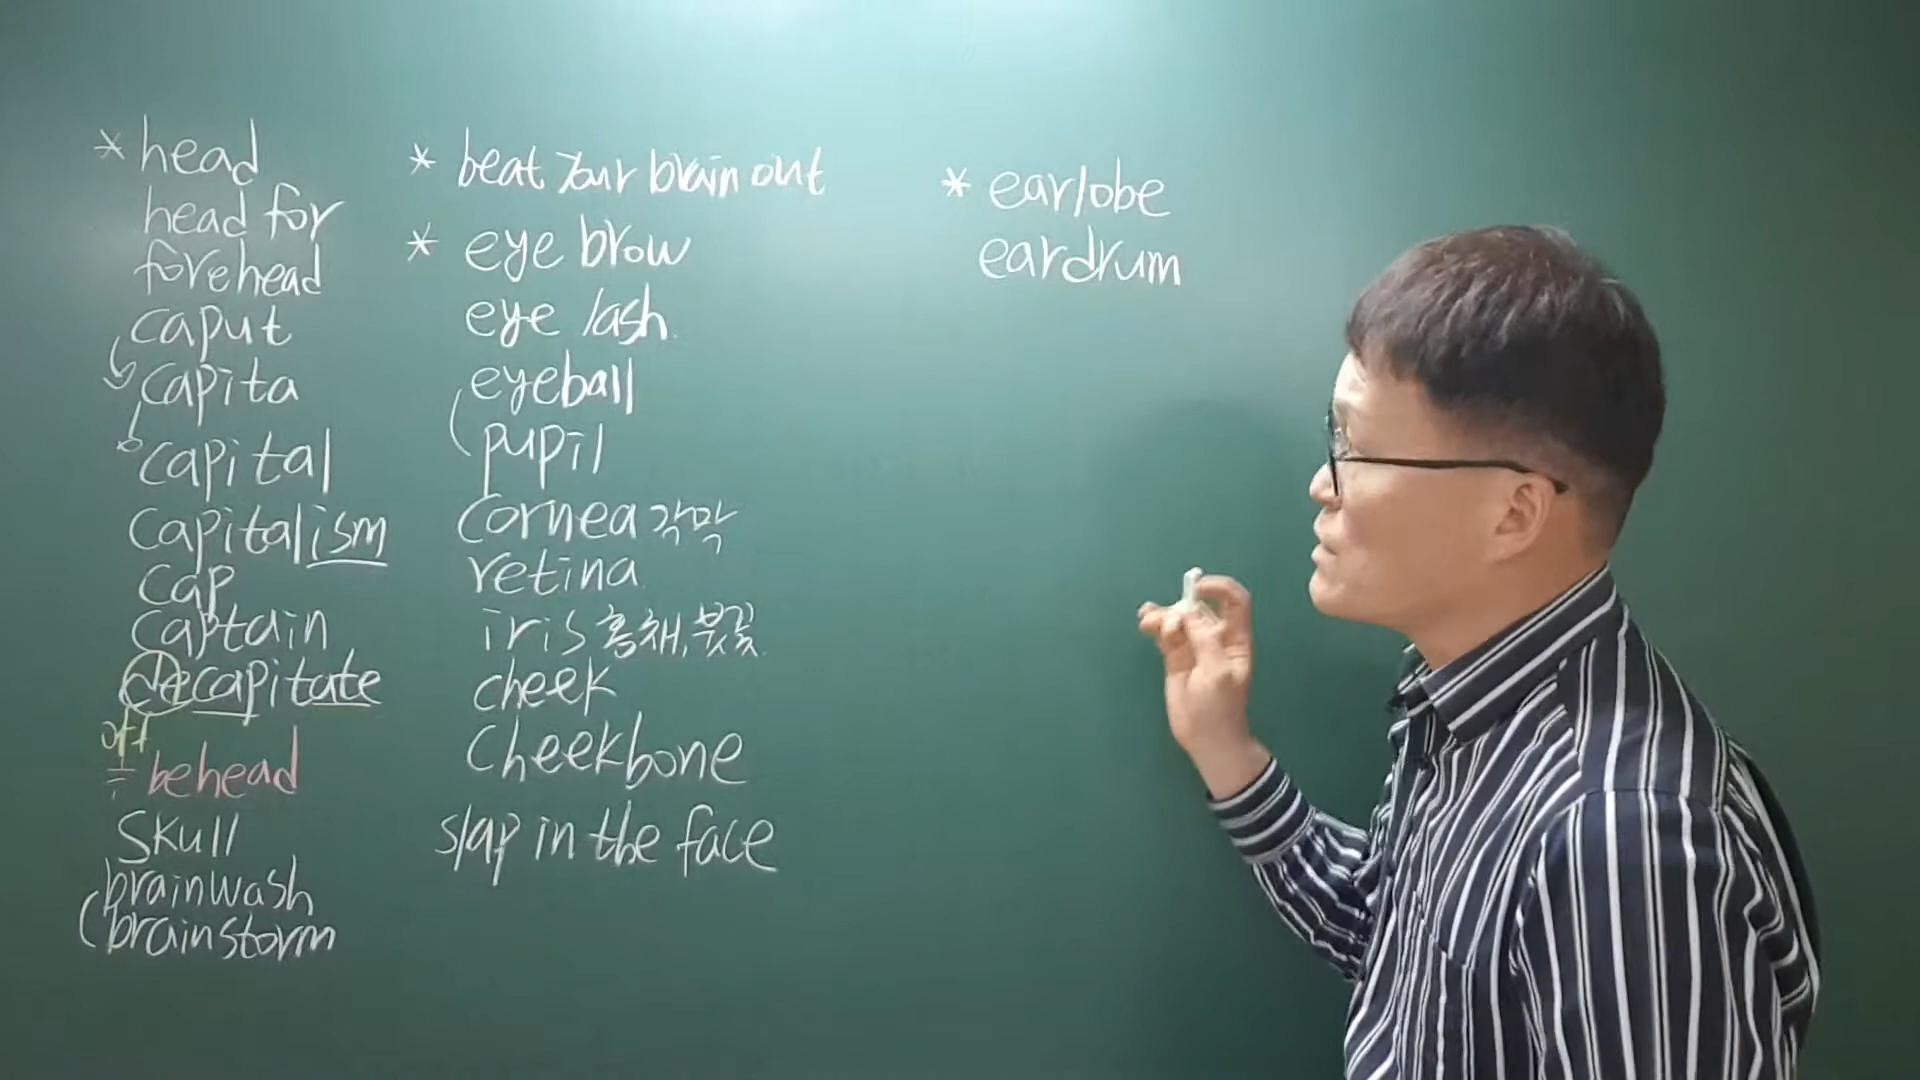 * head
head for
forehead
caput
capita
capital
capitalism
cap
captain
decapitate
off
= behead
skull
brainwash
brainstorm
* beat your brain out
* eye brow
eye lash
eyeball
pupil
cornea 각막
retina
iris 홍채, 붓꽃
cheek
cheekbone
slap in the face
* earlobe
eardrum